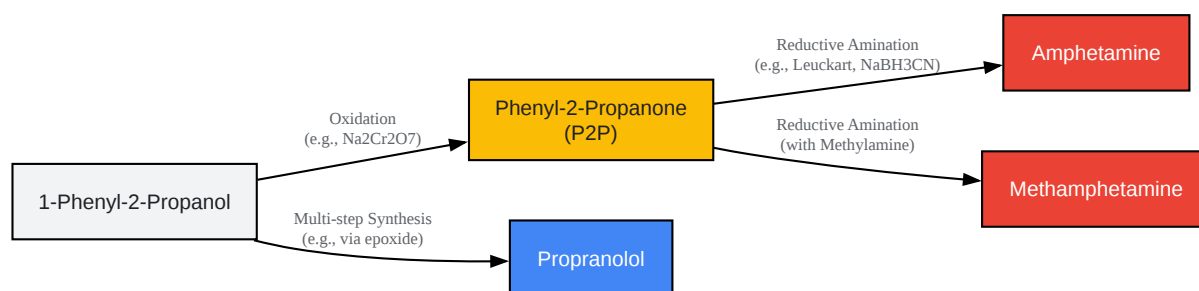 1-Phenyl-2-Propanol
Oxidation
(e.g., Na2Cr2O7)
Multi-step Synthesis
(e.g., via epoxide)
Phenyl-2-Propanone
(P2P)
Propranolol
Reductive Amination
(e.g., Leuckart, NaBH3CN)
Reductive Amination
(with Methylamine)
Amphetamine
Methamphetamine